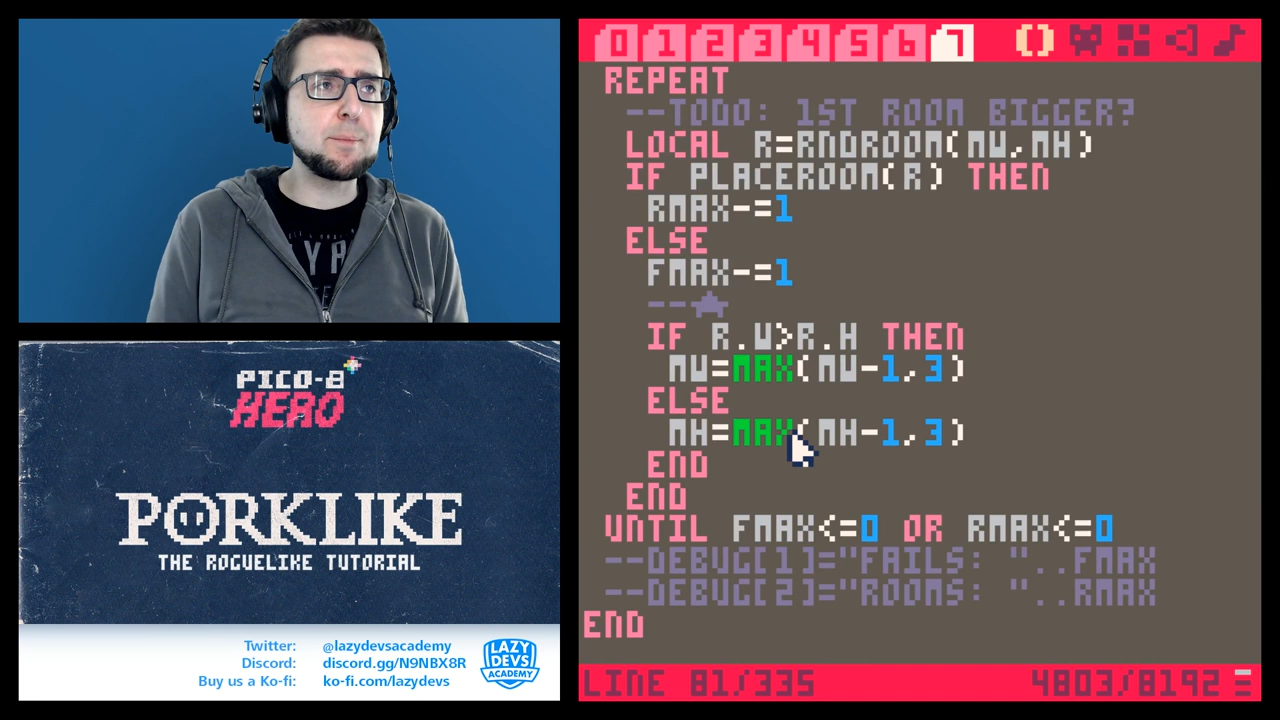 0 1 2 3 4 5 6 7
REPEAT
--TODO: 1ST ROOM BIGGER?
LOCAL R=RNDROOM(MW,MH)
IF PLACEROOM(R) THEN
RMAX-=1
ELSE
FMAX-=1
--
IF R.W>R.H THEN
MW=MAX(MW-1,3)
ELSE
MH=MAX(MH-1,3)
END
END
UNTIL FMAX<=0 OR RMAX<=0
--DEBUG[1]="FAILS: "..FMAX
--DEBUG[2]="ROOMS: "..RMAX
END
LINE 81/335 4803/8192
PICO-8
HERO
PORKLIKE
THE ROGUELIKE TUTORIAL
Twitter: @lazydevsacademy
Discord: discord.gg/N9NBX8R
Buy us a Ko-fi: ko-fi.com/lazydevs
LAZY
DEVS
ACADEMY